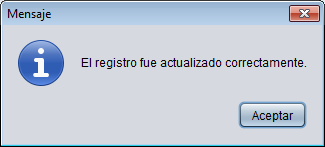 Mensaje
El registro fue actualizado correctamente.
Aceptar